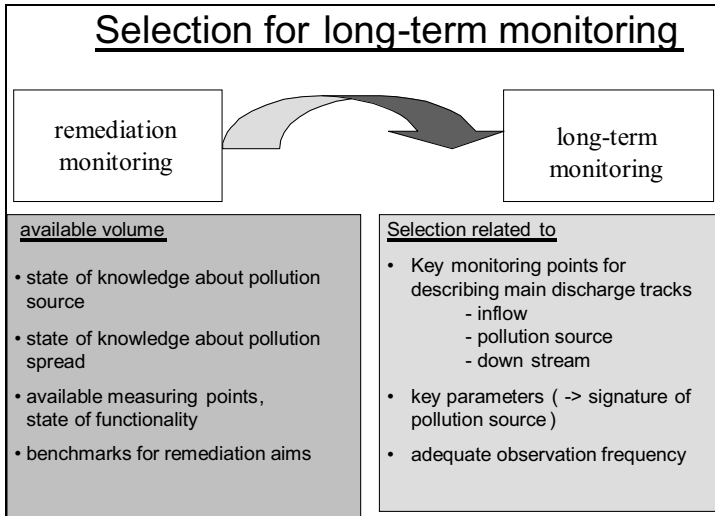 Selection for long-term monitoring
remediation
monitoring
long-term
monitoring
available volume
• state of knowledge about pollution
source
• state of knowledge about pollution
spread
• available measuring points,
state of functionality
• benchmarks for remediation aims
Selection related to
• Key monitoring points for
describing main discharge tracks
- inflow
- pollution source
- down stream
• key parameters ( -> signature of
pollution source )
• adequate observation frequency